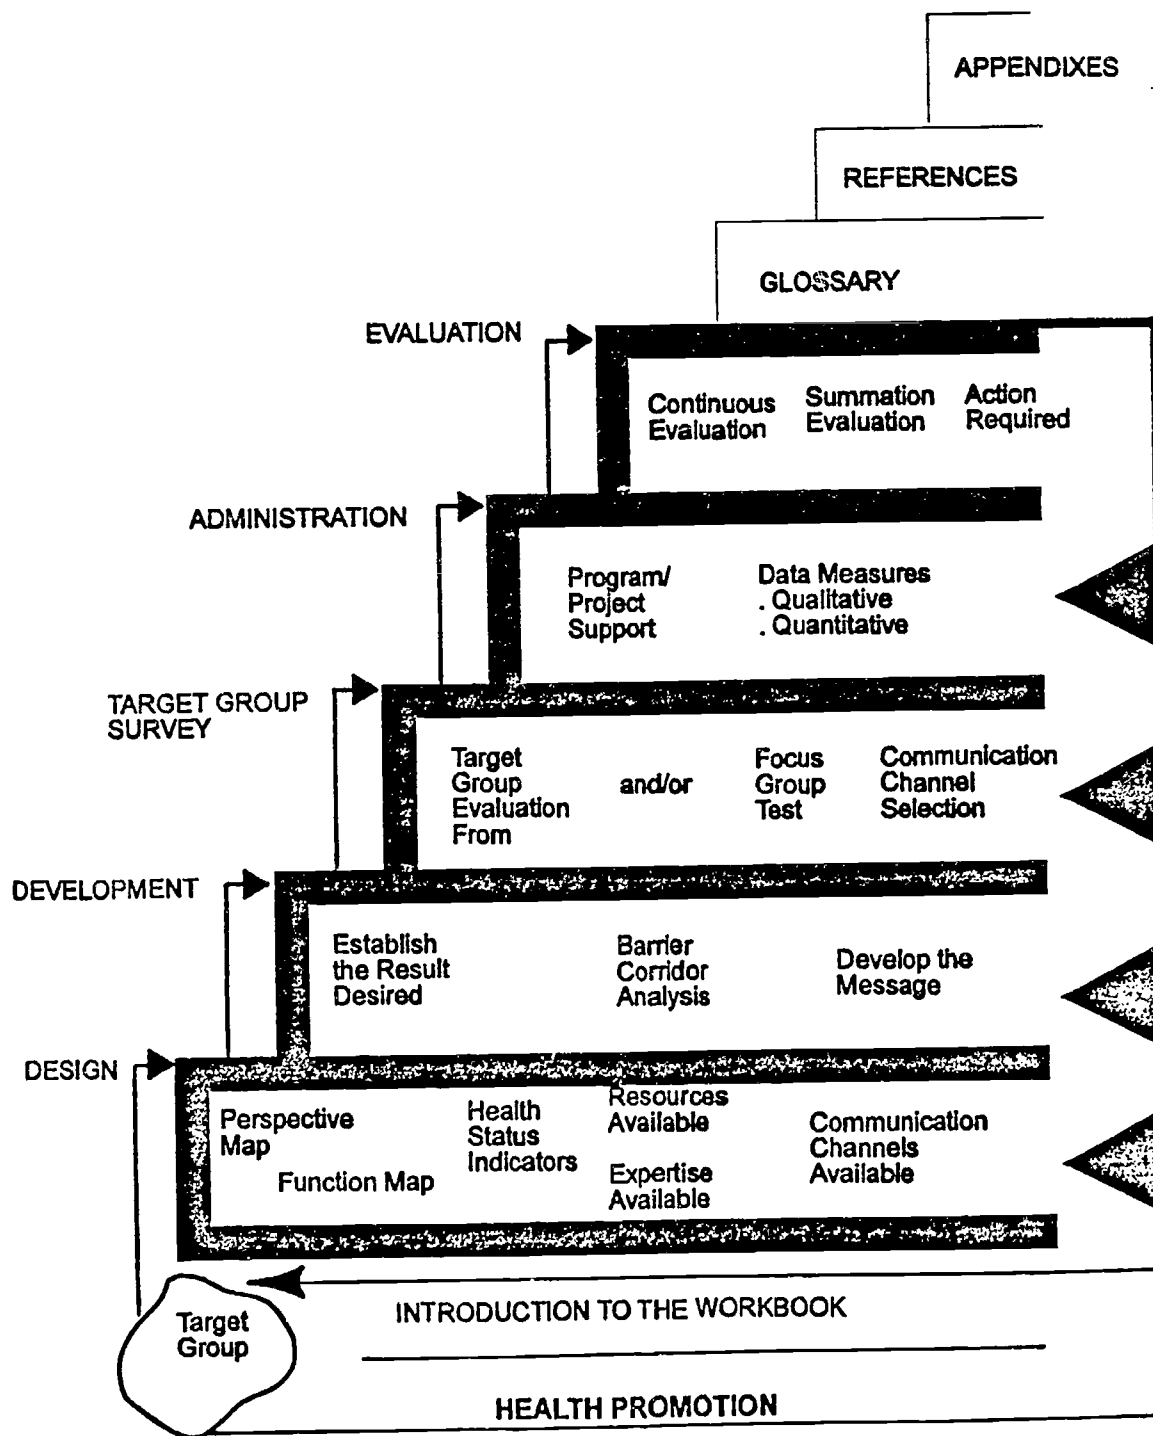 APPENDIXES
REFERENCES
GLOSSARY
EVALUATION
Continuous
Evaluation
Summation
Evaluation
Action
Required
ADMINISTRATION
Program/
Project
Support
Data Measures
. Qualitative
. Quantitative
TARGET GROUP
SURVEY
Target
Group
Evaluation
From
and/or
Focus
Group
Test
Communication
Channel
Selection
DEVELOPMENT
Establish
the Result
Desired
Barrier
Corridor
Analysis
Develop the
Message
DESIGN
Perspective
Map
Function Map
Health
Status
Indicators
Resources
Available
Expertise
Available
Communication
Channels
Available
Target
Group
INTRODUCTION TO THE WORKBOOK
HEALTH PROMOTION